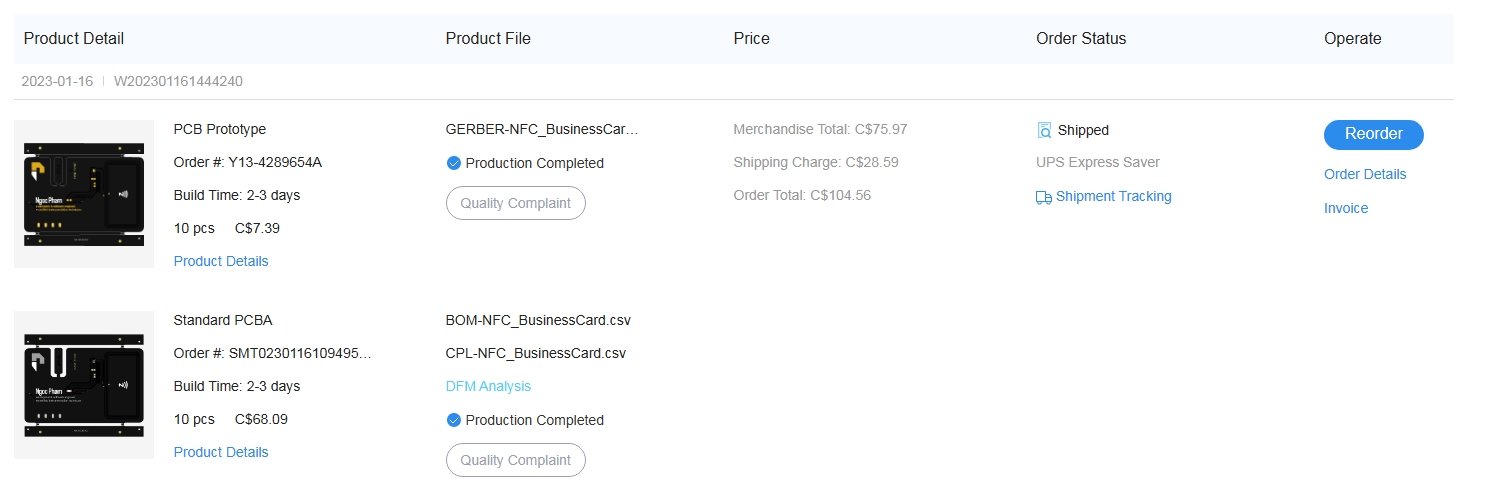 Product Detail Product File Price Order Status Operate
2023-01-16 | W202301161444240
PCB Prototype
Order #: Y13-4289654A
Build Time: 2-3 days
10 pcs C$7.39
Product Details
GERBER-NFC_BusinessCar...
Production Completed
Quality Complaint
Merchandise Total: C$75.97
Shipping Charge: C$28.59
Order Total: C$104.56
Shipped
UPS Express Saver
Shipment Tracking
Reorder
Order Details
Invoice
Ngoc Pham
Standard PCBA
Order #: SMT0230116109495...
Build Time: 2-3 days
10 pcs C$68.09
Product Details
BOM-NFC_BusinessCard.csv
CPL-NFC_BusinessCard.csv
DFM Analysis
Production Completed
Quality Complaint
Ngoc Pham